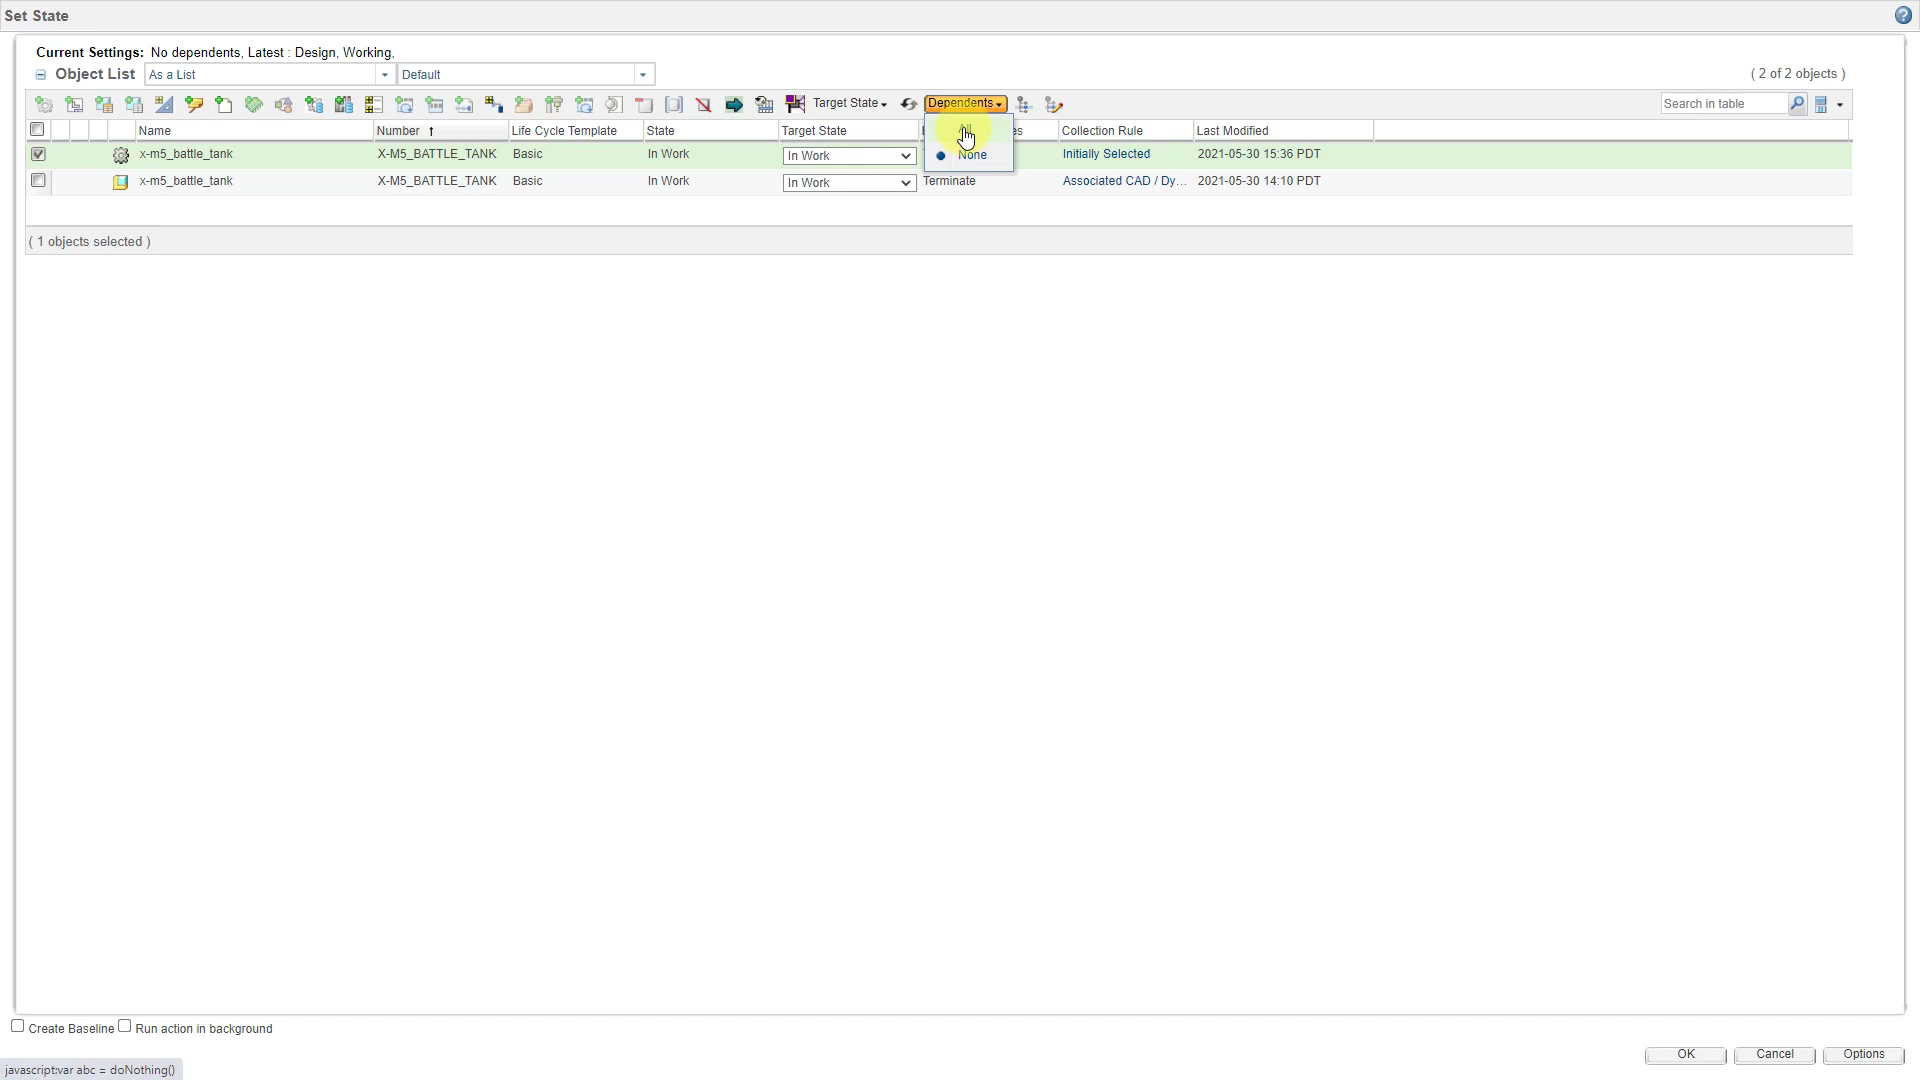 Set State
Current Settings: No dependents, Latest : Design, Working,
Object List As a List Default ( 2 of 2 objects )
Target State Dependents Search in table
Name Number Life Cycle Template State Target State Collection Rule Last Modified
All
x-m5_battle_tank X-M5_BATTLE_TANK Basic In Work In Work Initially Selected 2021-05-30 15:36 PDT
None
x-m5_battle_tank X-M5_BATTLE_TANK Basic In Work In Work Terminate Associated CAD / Dy... 2021-05-30 14:10 PDT
( 1 objects selected )
Create Baseline Run action in background
OK Cancel Options
javascript:var abc = doNothing()